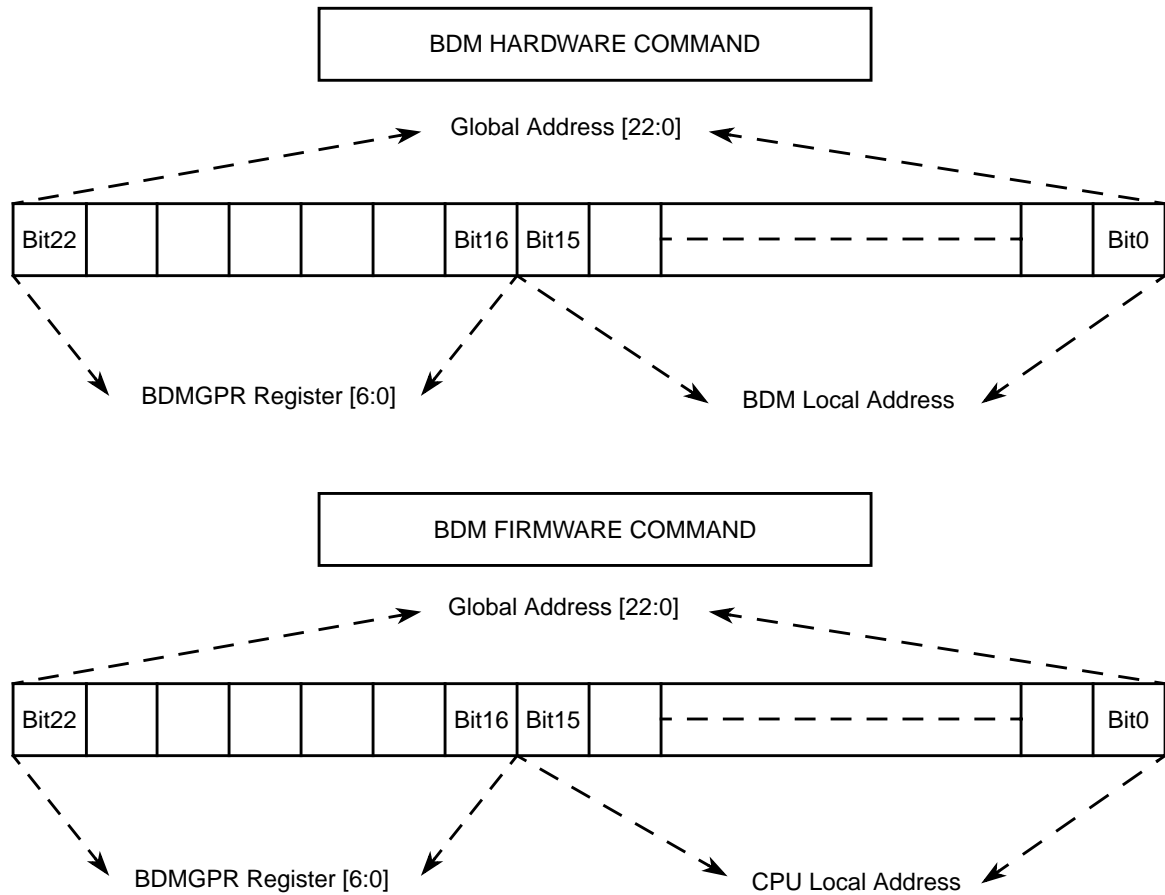 BDM HARDWARE COMMAND
Global Address [22:0]
Bit22 Bit16 Bit15 Bit0
BDMGPR Register [6:0] BDM Local Address
BDM FIRMWARE COMMAND
Global Address [22:0]
Bit22 Bit16 Bit15 Bit0
BDMGPR Register [6:0] CPU Local Address